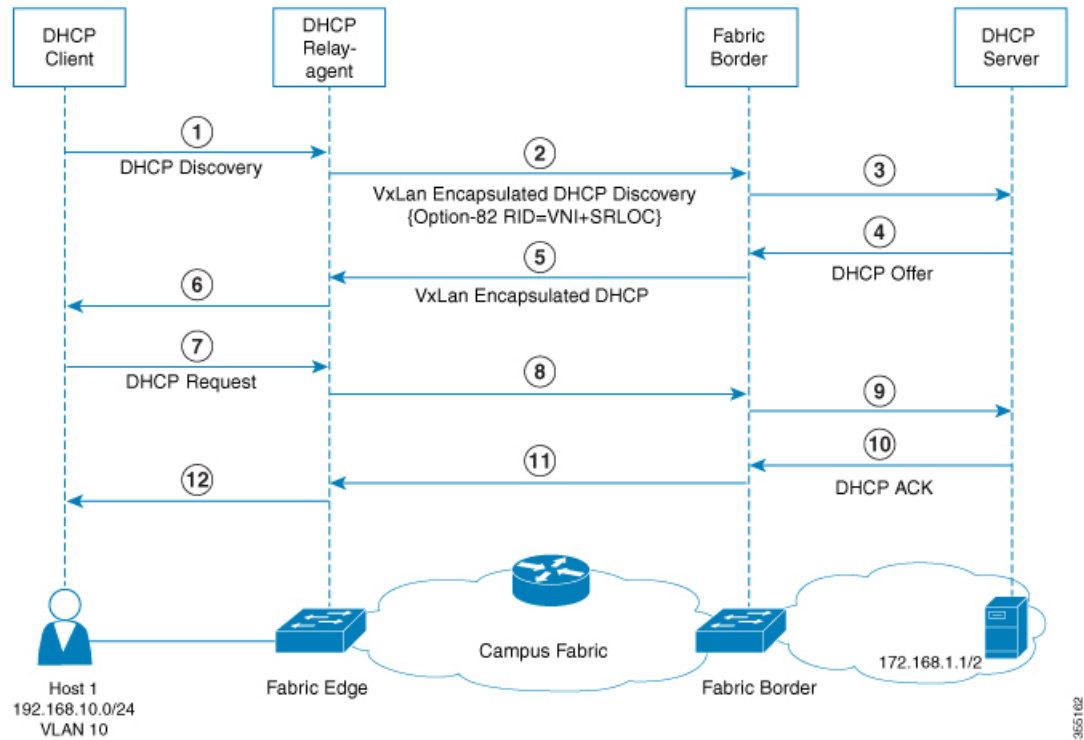 DHCP
Client
DHCP
Relay-
agent
Fabric
Border
DHCP
Server
1
DHCP Discovery
2
VxLan Encapsulated DHCP Discovery
{Option-82 RID=VNI+SRLOC}
3
4
DHCP Offer
5
VxLan Encapsulated DHCP
6
7
DHCP Request
8
9
10
DHCP ACK
11
12
Campus Fabric
172.168.1.1/2
Host 1
192.168.10.0/24
VLAN 10
Fabric Edge
Fabric Border
355162